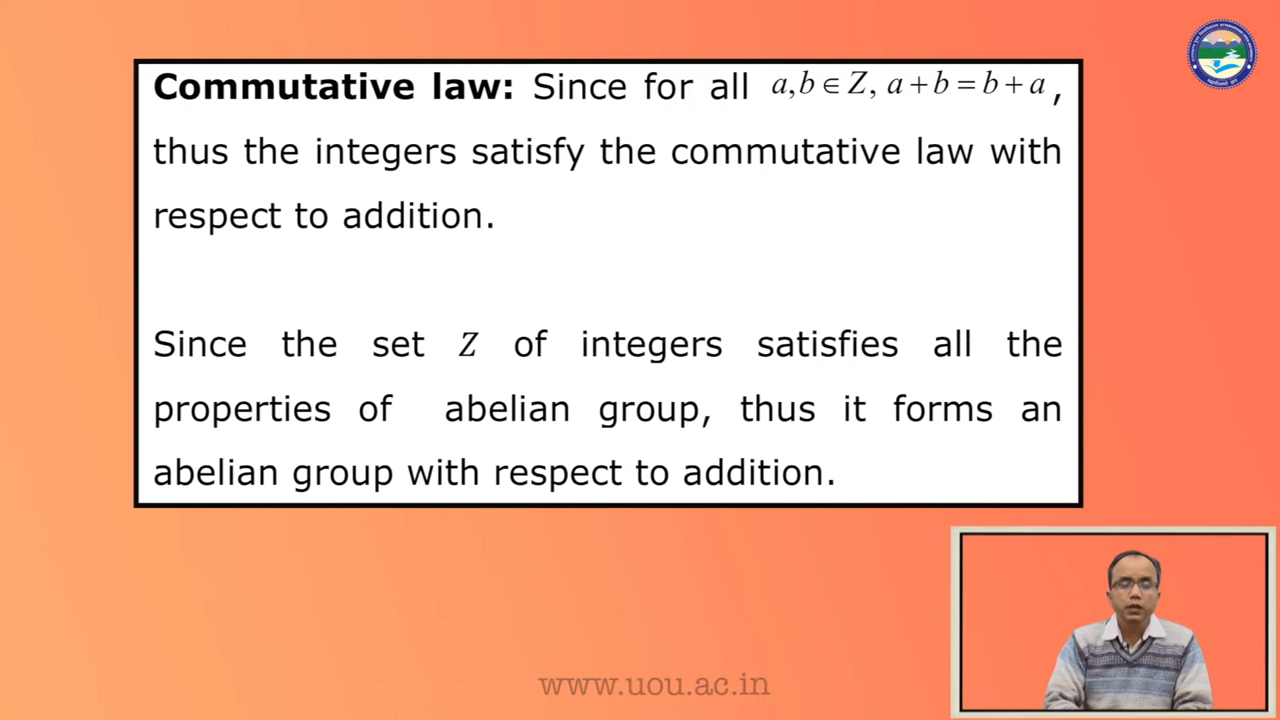 Commutative law: Since for all a,b ∈ Z, a + b = b + a,
thus the integers satisfy the commutative law with
respect to addition.
Since the set Z of integers satisfies all the
properties of abelian group, thus it forms an
abelian group with respect to addition.
www.uou.ac.in